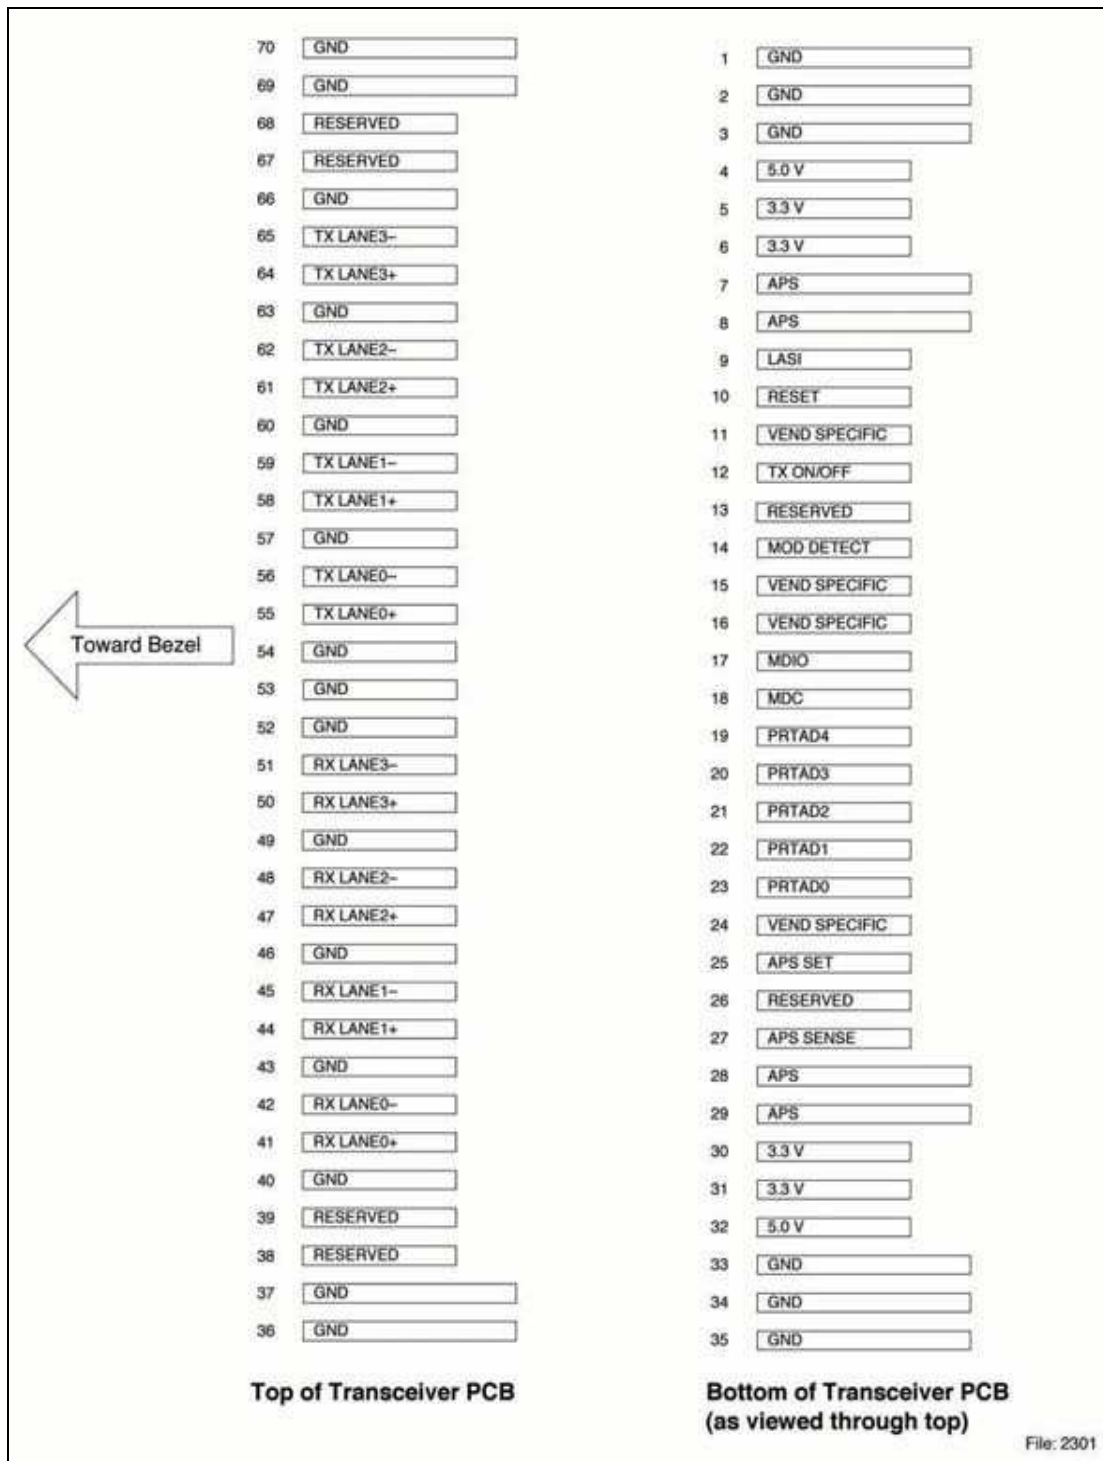 70 GND
69 GND
68 RESERVED
67 RESERVED
66 GND
65 TX LANE3–
64 TX LANE3+
63 GND
62 TX LANE2–
61 TX LANE2+
60 GND
59 TX LANE1–
58 TX LANE1+
57 GND
56 TX LANE0–
55 TX LANE0+
54 GND
53 GND
52 GND
51 RX LANE3–
50 RX LANE3+
49 GND
48 RX LANE2–
47 RX LANE2+
46 GND
45 RX LANE1–
44 RX LANE1+
43 GND
42 RX LANE0–
41 RX LANE0+
40 GND
39 RESERVED
38 RESERVED
37 GND
36 GND
Toward Bezel
Top of Transceiver PCB
1 GND
2 GND
3 GND
4 5.0 V
5 3.3 V
6 3.3 V
7 APS
8 APS
9 LASI
10 RESET
11 VEND SPECIFIC
12 TX ON/OFF
13 RESERVED
14 MOD DETECT
15 VEND SPECIFIC
16 VEND SPECIFIC
17 MDIO
18 MDC
19 PRTAD4
20 PRTAD3
21 PRTAD2
22 PRTAD1
23 PRTAD0
24 VEND SPECIFIC
25 APS SET
26 RESERVED
27 APS SENSE
28 APS
29 APS
30 3.3 V
31 3.3 V
32 5.0 V
33 GND
34 GND
35 GND
Bottom of Transceiver PCB
(as viewed through top)
File: 2301